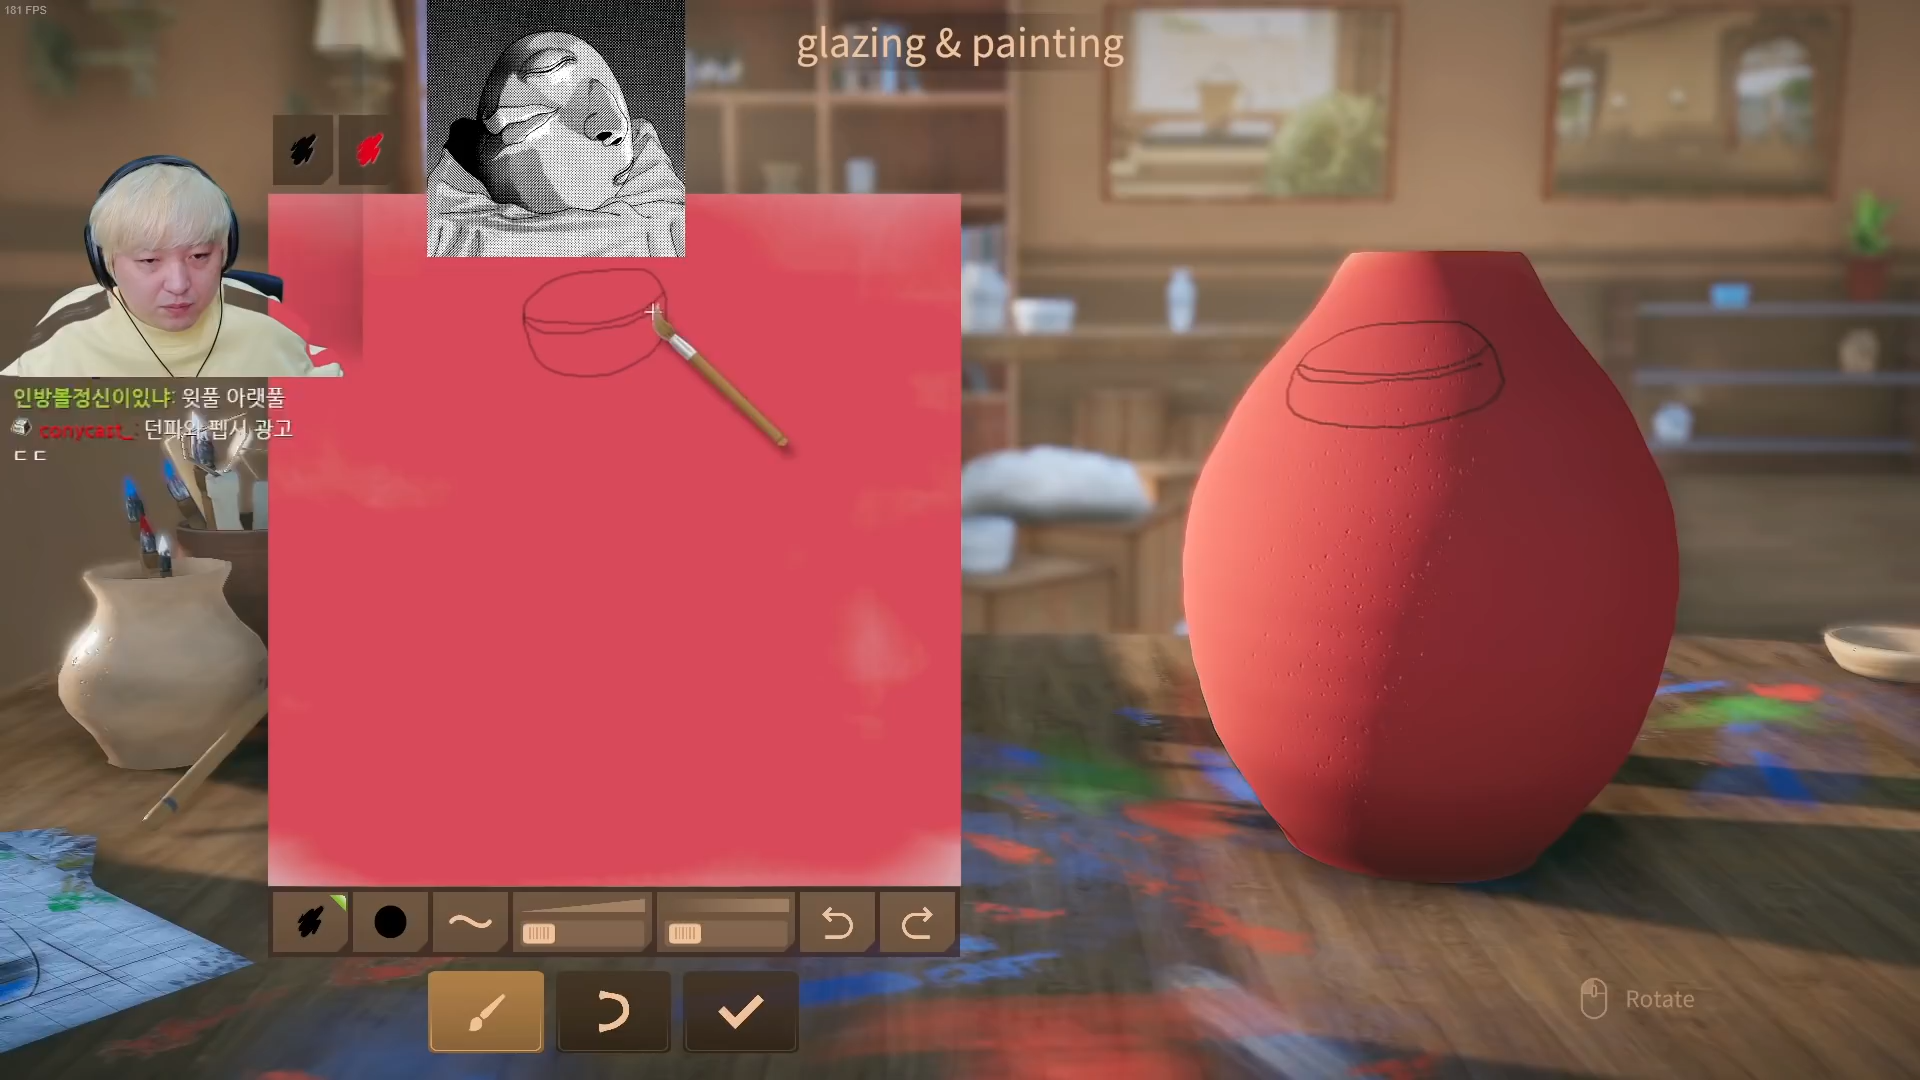 181 FPS
glazing & painting
인방볼정신이있냐: 윗풀 아랫풀
conycast_: 던파와 펩시 광고
ㄷㄷ
Rotate